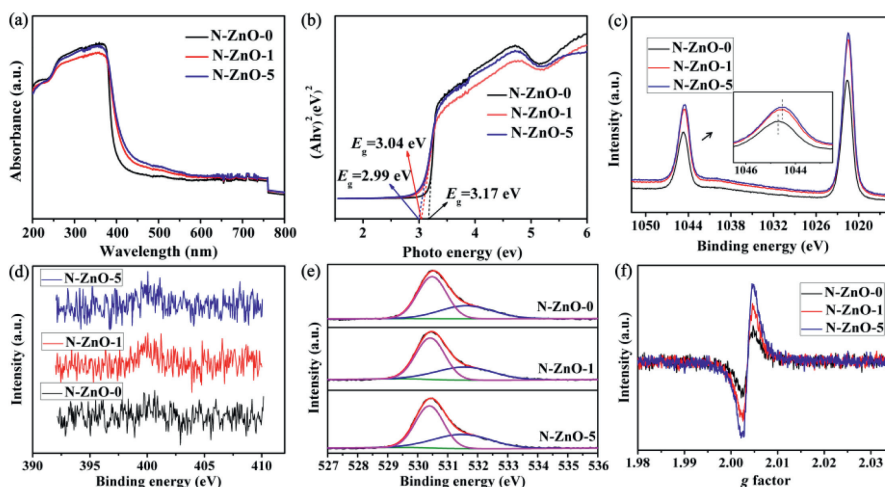 (a)
N-ZnO-0
N-ZnO-1
N-ZnO-5
Absorbance (a.u.)
200 300 400 500 600 700 800
Wavelength (nm)
(b)
N-ZnO-0
N-ZnO-1
N-ZnO-5
(Ahv)² (eV)⁻²
Eg=3.04 eV
Eg=2.99 eV
Eg=3.17 eV
1 2 3 4 5 6
Photo energy (ev)
(c)
N-ZnO-0
N-ZnO-1
N-ZnO-5
Intensity (a.u.)
1046 1044
1050 1044 1038 1032 1026 1020
Binding energy (eV)
(d)
N-ZnO-5
N-ZnO-1
N-ZnO-0
Intensity (a.u.)
390 395 400 405 410
Binding energy (eV)
(e)
N-ZnO-0
N-ZnO-1
N-ZnO-5
Intensity (a.u.)
527 528 529 530 531 532 533 534 535 536
Binding energy (ev)
(f)
N-ZnO-0
N-ZnO-1
N-ZnO-5
Intensity (a.u.)
1.98 1.99 2.00 2.01 2.02 2.03
g factor